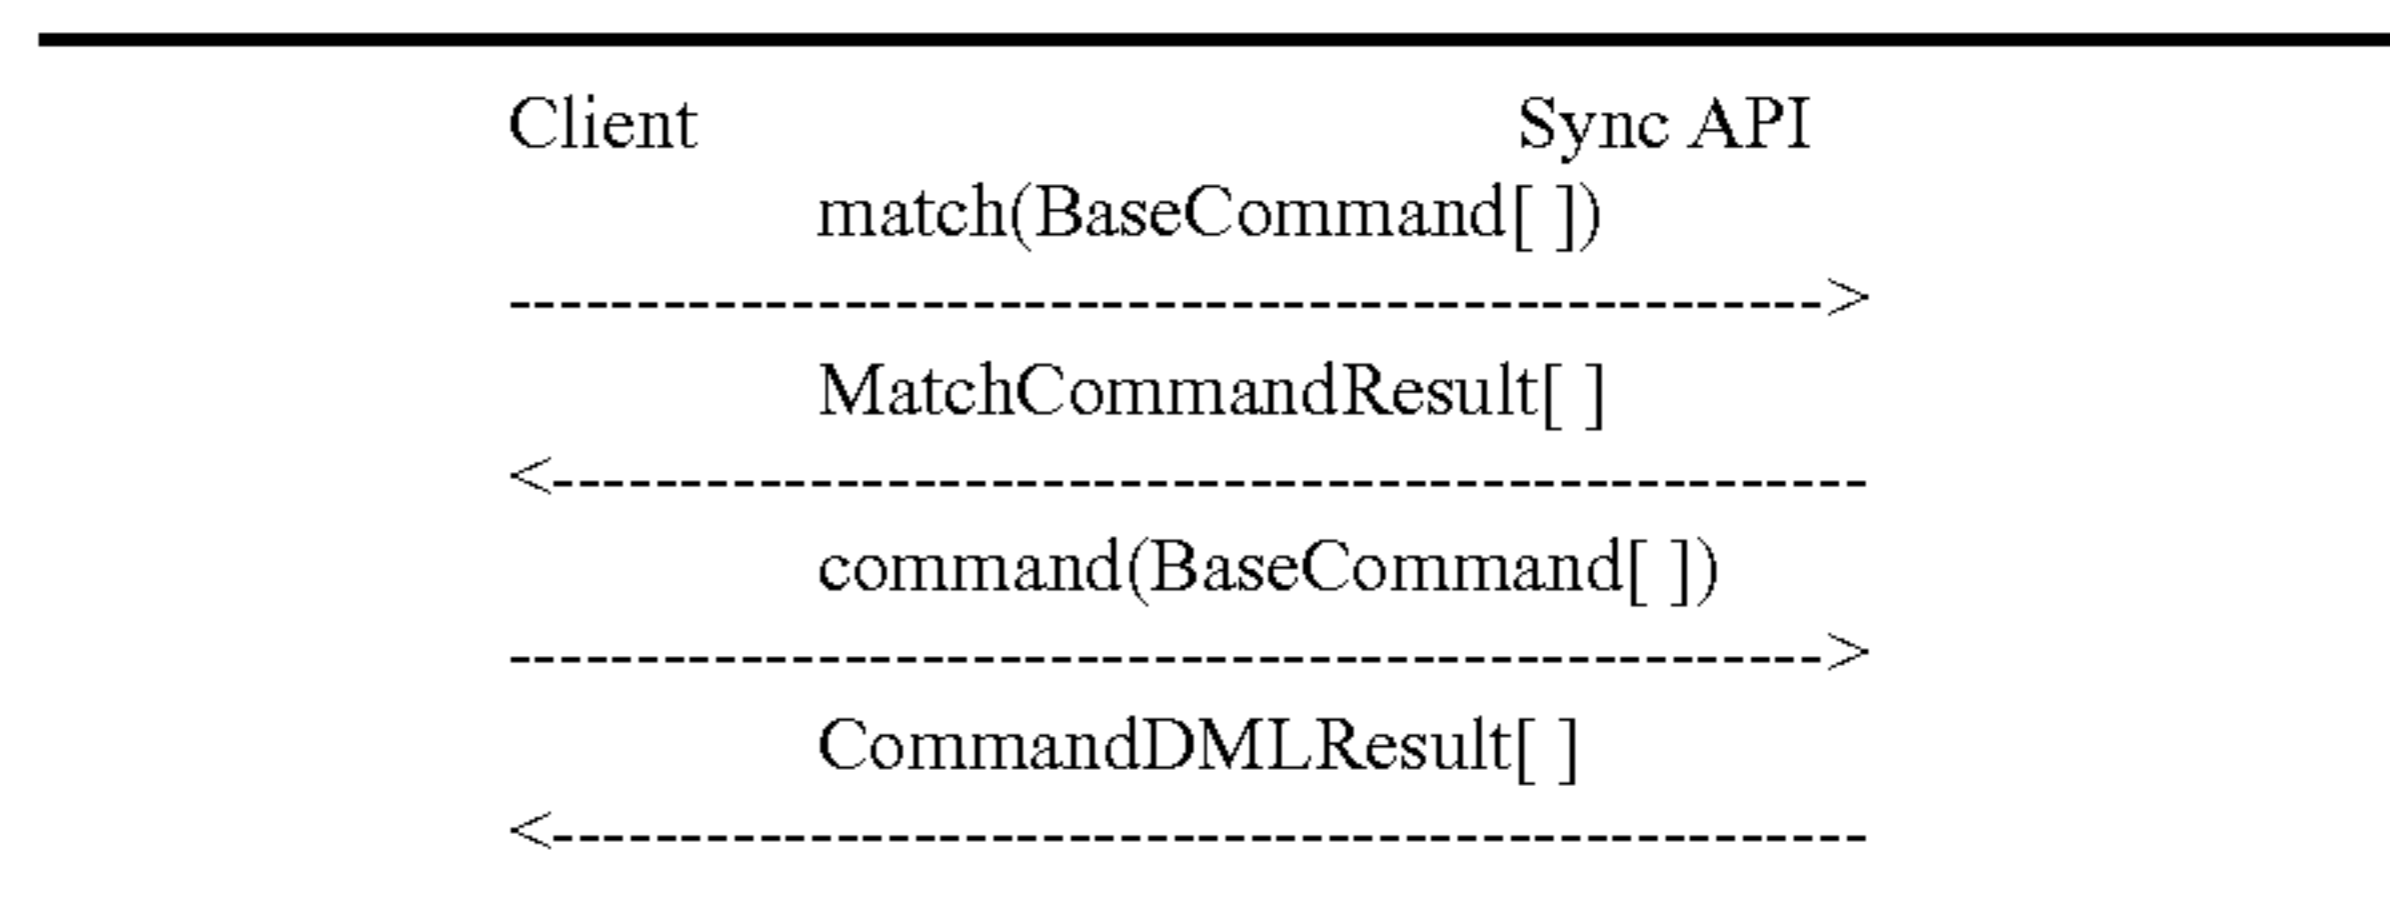 Client Sync API
match(BaseCommand[ ])
----------------------------------------------------->
MatchCommandResult[ ]
<-----------------------------------------------------
command(BaseCommand[ ])
----------------------------------------------------->
CommandDMLResult[ ]
<-----------------------------------------------------